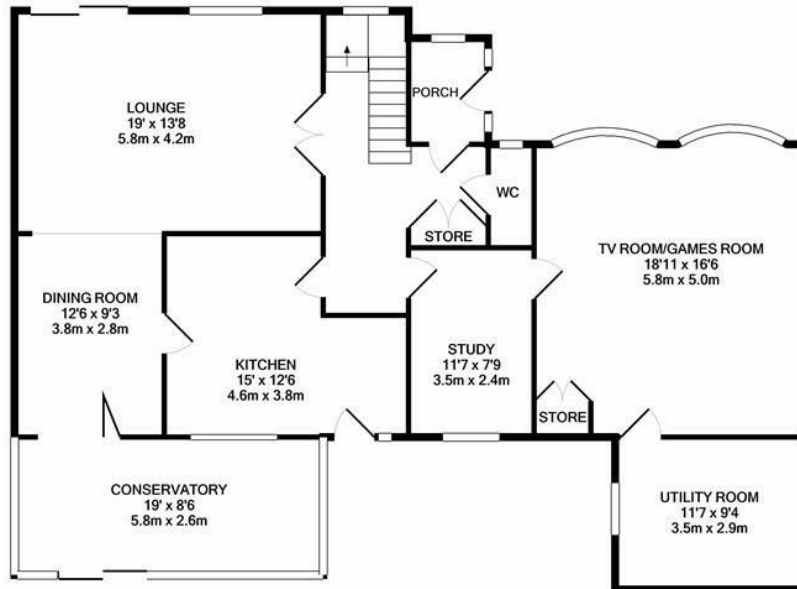 LOUNGE
19' x 13'8
5.8m x 4.2m
PORCH
WC
STORE
TV ROOM/GAMES ROOM
18'11 x 16'6
5.8m x 5.0m
DINING ROOM
12'6 x 9'3
3.8m x 2.8m
KITCHEN
15' x 12'6
4.6m x 3.8m
STUDY
11'7 x 7'9
3.5m x 2.4m
STORE
CONSERVATORY
19' x 8'6
5.8m x 2.6m
UTILITY ROOM
11'7 x 9'4
3.5m x 2.9m